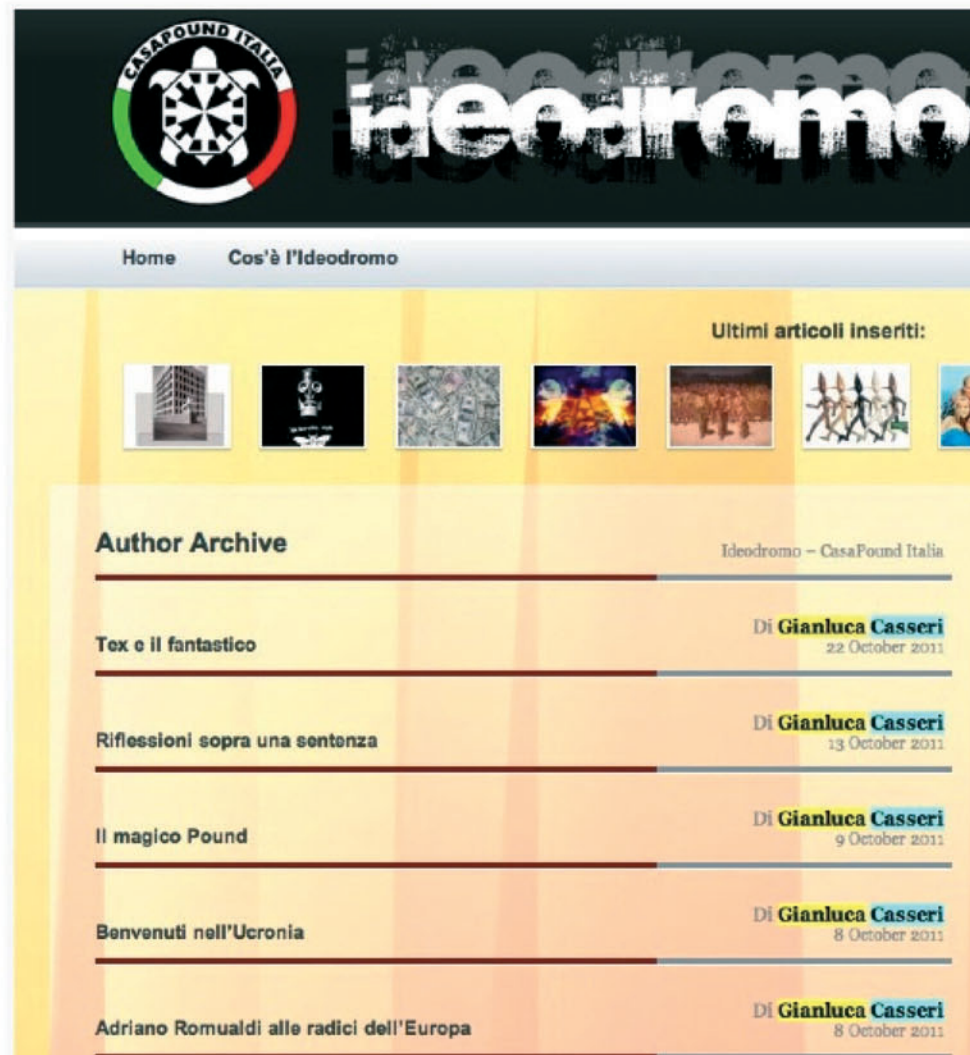 CASAPOUND ITALIA
ideodromo
Home Cos'è l'Ideodromo
Ultimi articoli inseriti:
Author Archive
Ideodromo – CasaPound Italia
Tex e il fantastico
Di Gianluca Casseri
22 October 2011
Riflessioni sopra una sentenza
Di Gianluca Casseri
13 October 2011
Il magico Pound
Di Gianluca Casseri
9 October 2011
Benvenuti nell'Ucronia
Di Gianluca Casseri
8 October 2011
Adriano Romualdi alle radici dell'Europa
Di Gianluca Casseri
8 October 2011